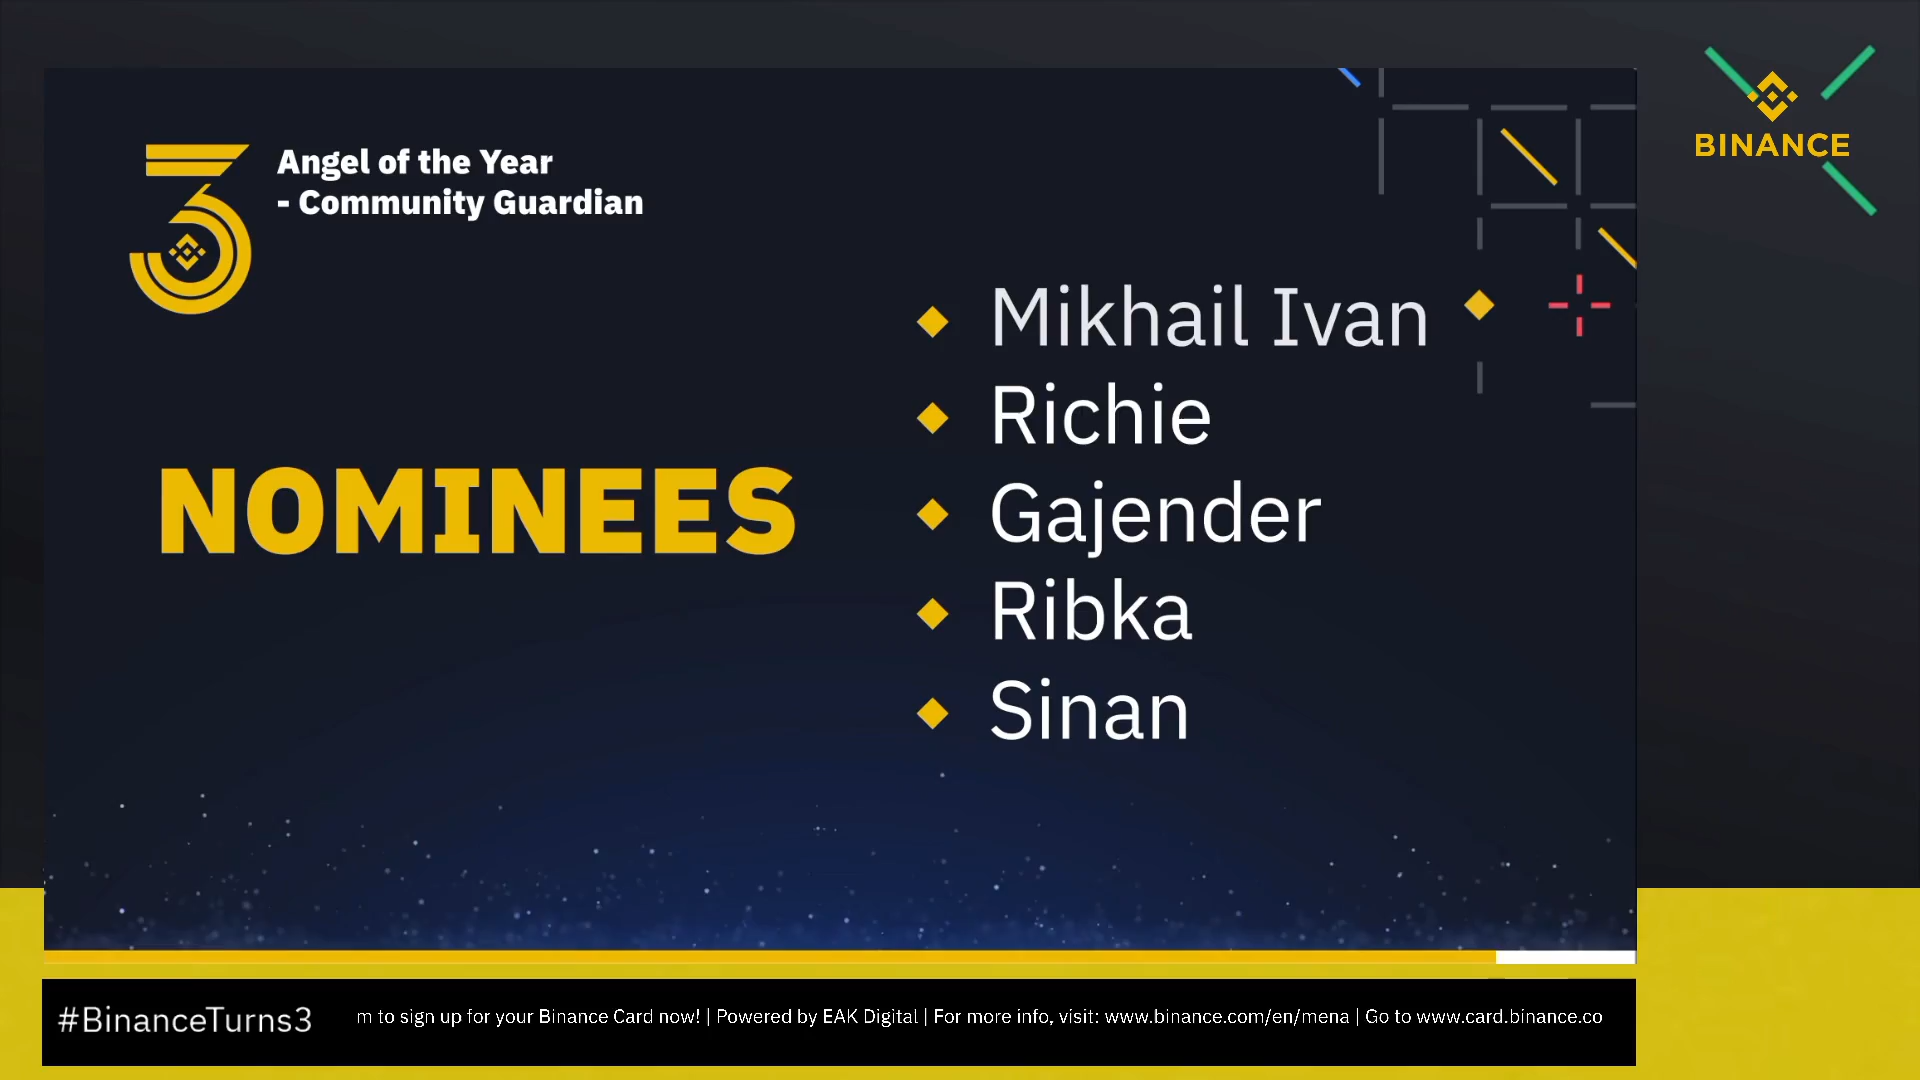 BINANCE
3
Angel of the Year
- Community Guardian
NOMINEES
Mikhail Ivan
Richie
Gajender
Ribka
Sinan
#BinanceTurns3
m to sign up for your Binance Card now! | Powered by EAK Digital | For more info, visit: www.binance.com/en/mena | Go to www.card.binance.co